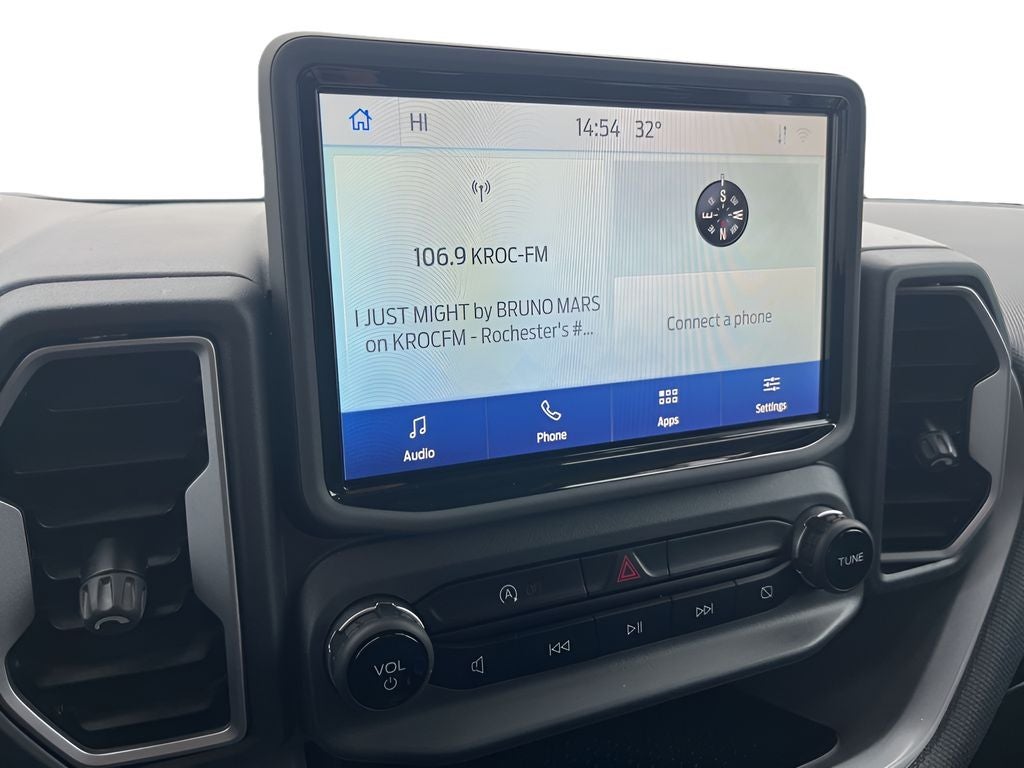 HI
14:54 32°
106.9 KROC-FM
I JUST MIGHT by BRUNO MARS
on KROCFM - Rochester's #...
S
E W
N
Connect a phone
Audio
Phone
Apps
Settings
A OFF
VOL
TUNE